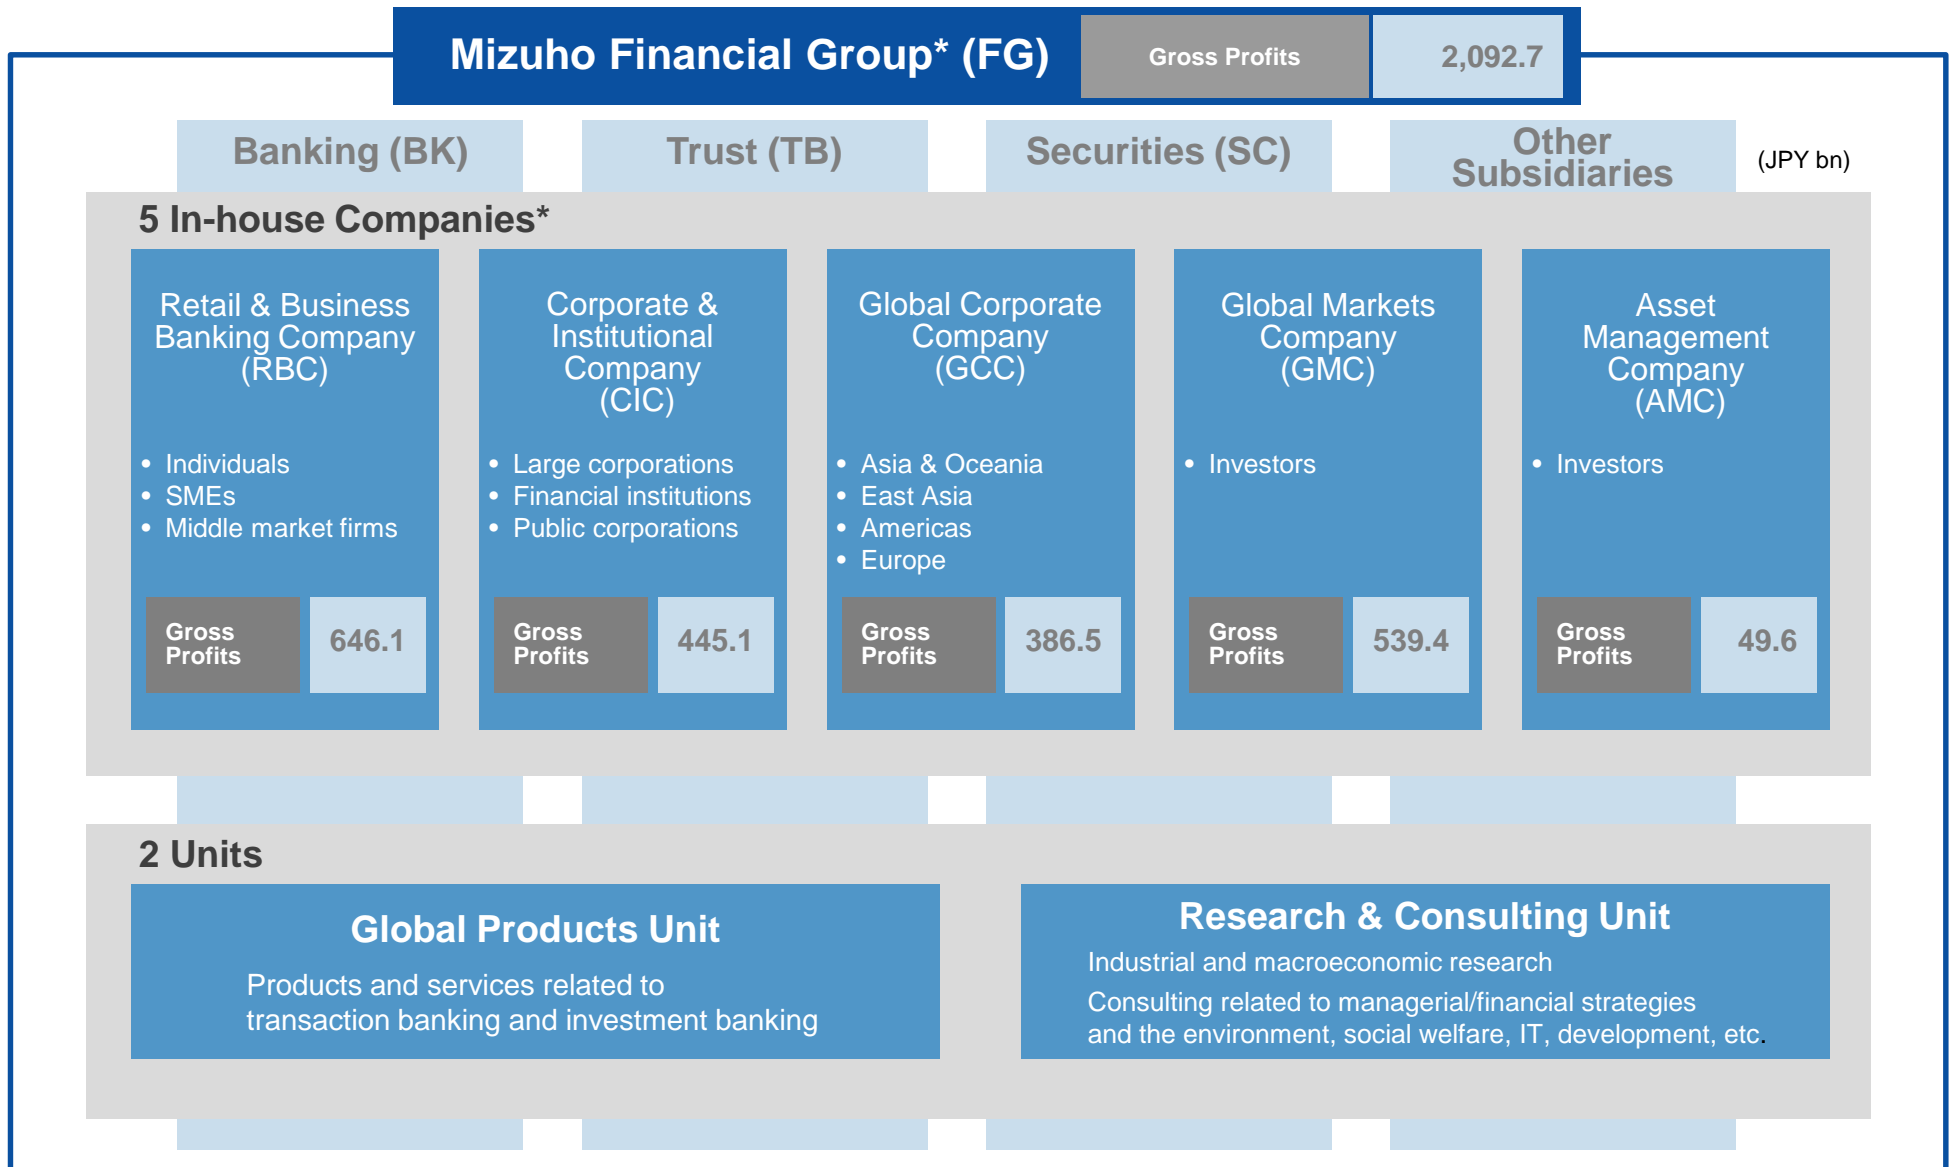 Mizuho Financial Group* (FG)
Gross Profits
2,092.7
Banking (BK)
Trust (TB)
Securities (SC)
Other
Subsidiaries
(JPY bn)
5 In-house Companies*
Retail & Business
Banking Company
(RBC)
• Individuals
• SMEs
• Middle market firms
Gross
Profits
646.1
Corporate &
Institutional
Company
(CIC)
• Large corporations
• Financial institutions
• Public corporations
Gross
Profits
445.1
Global Corporate
Company
(GCC)
• Asia & Oceania
• East Asia
• Americas
• Europe
Gross
Profits
386.5
Global Markets
Company
(GMC)
• Investors
Gross
Profits
539.4
Asset
Management
Company
(AMC)
• Investors
Gross
Profits
49.6
2 Units
Global Products Unit
Products and services related to
transaction banking and investment banking
Research & Consulting Unit
Industrial and macroeconomic research
Consulting related to managerial/financial strategies
and the environment, social welfare, IT, development, etc.